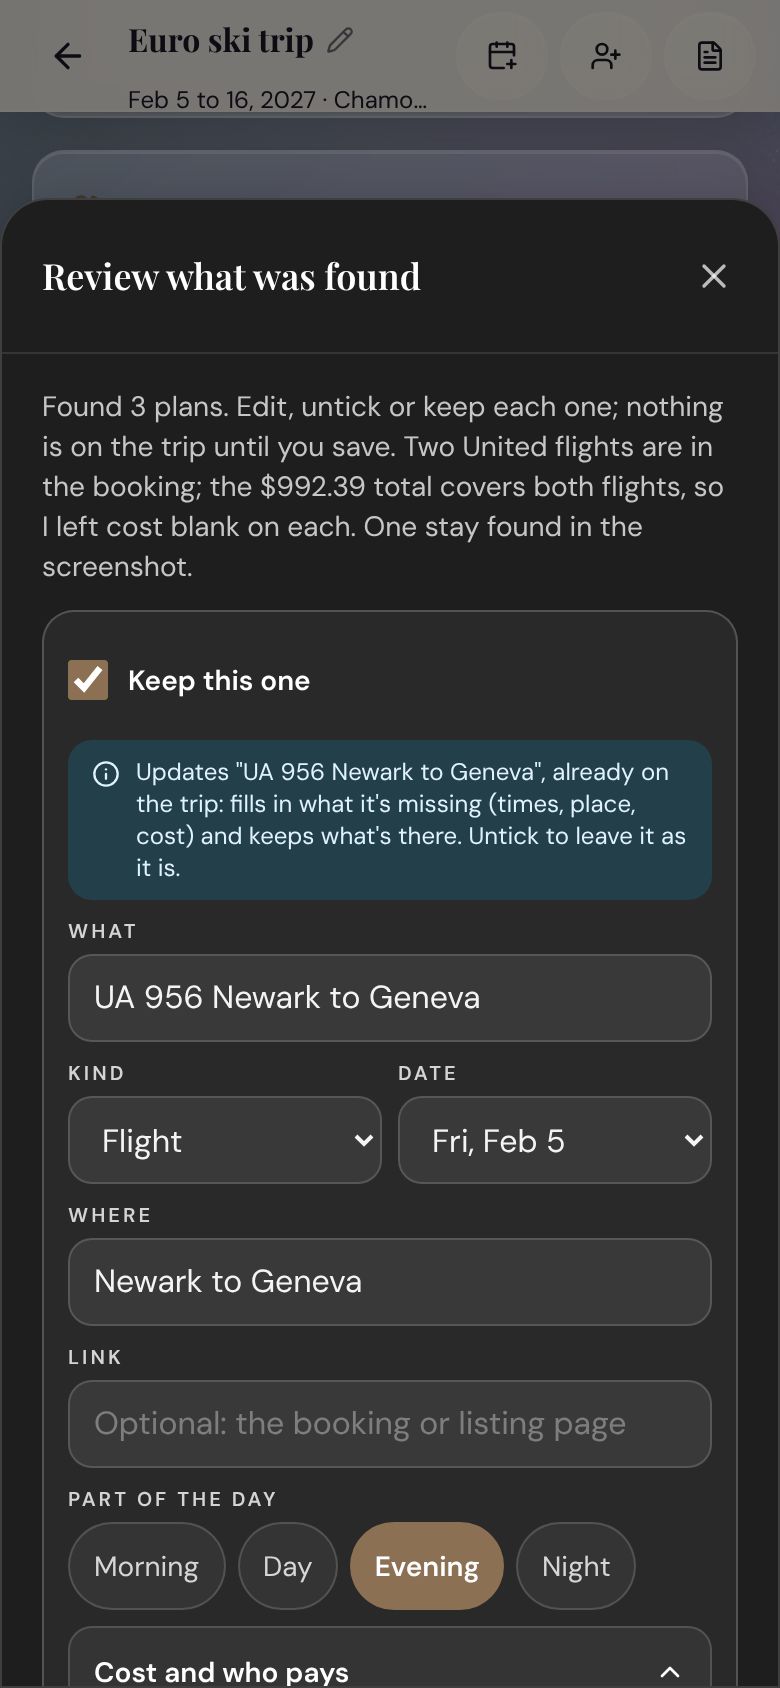 Euro ski trip
Feb 5 to 16, 2027 · Chamo...
Review what was found
Found 3 plans. Edit, untick or keep each one; nothing
is on the trip until you save. Two United flights are in
the booking; the $992.39 total covers both flights, so
I left cost blank on each. One stay found in the
screenshot.
Keep this one
Updates "UA 956 Newark to Geneva", already on
the trip: fills in what it's missing (times, place,
cost) and keeps what's there. Untick to leave it as
it is.
WHAT
UA 956 Newark to Geneva
KIND DATE
Flight Fri, Feb 5
WHERE
Newark to Geneva
LINK
Optional: the booking or listing page
PART OF THE DAY
Morning Day Evening Night
Cost and who pays